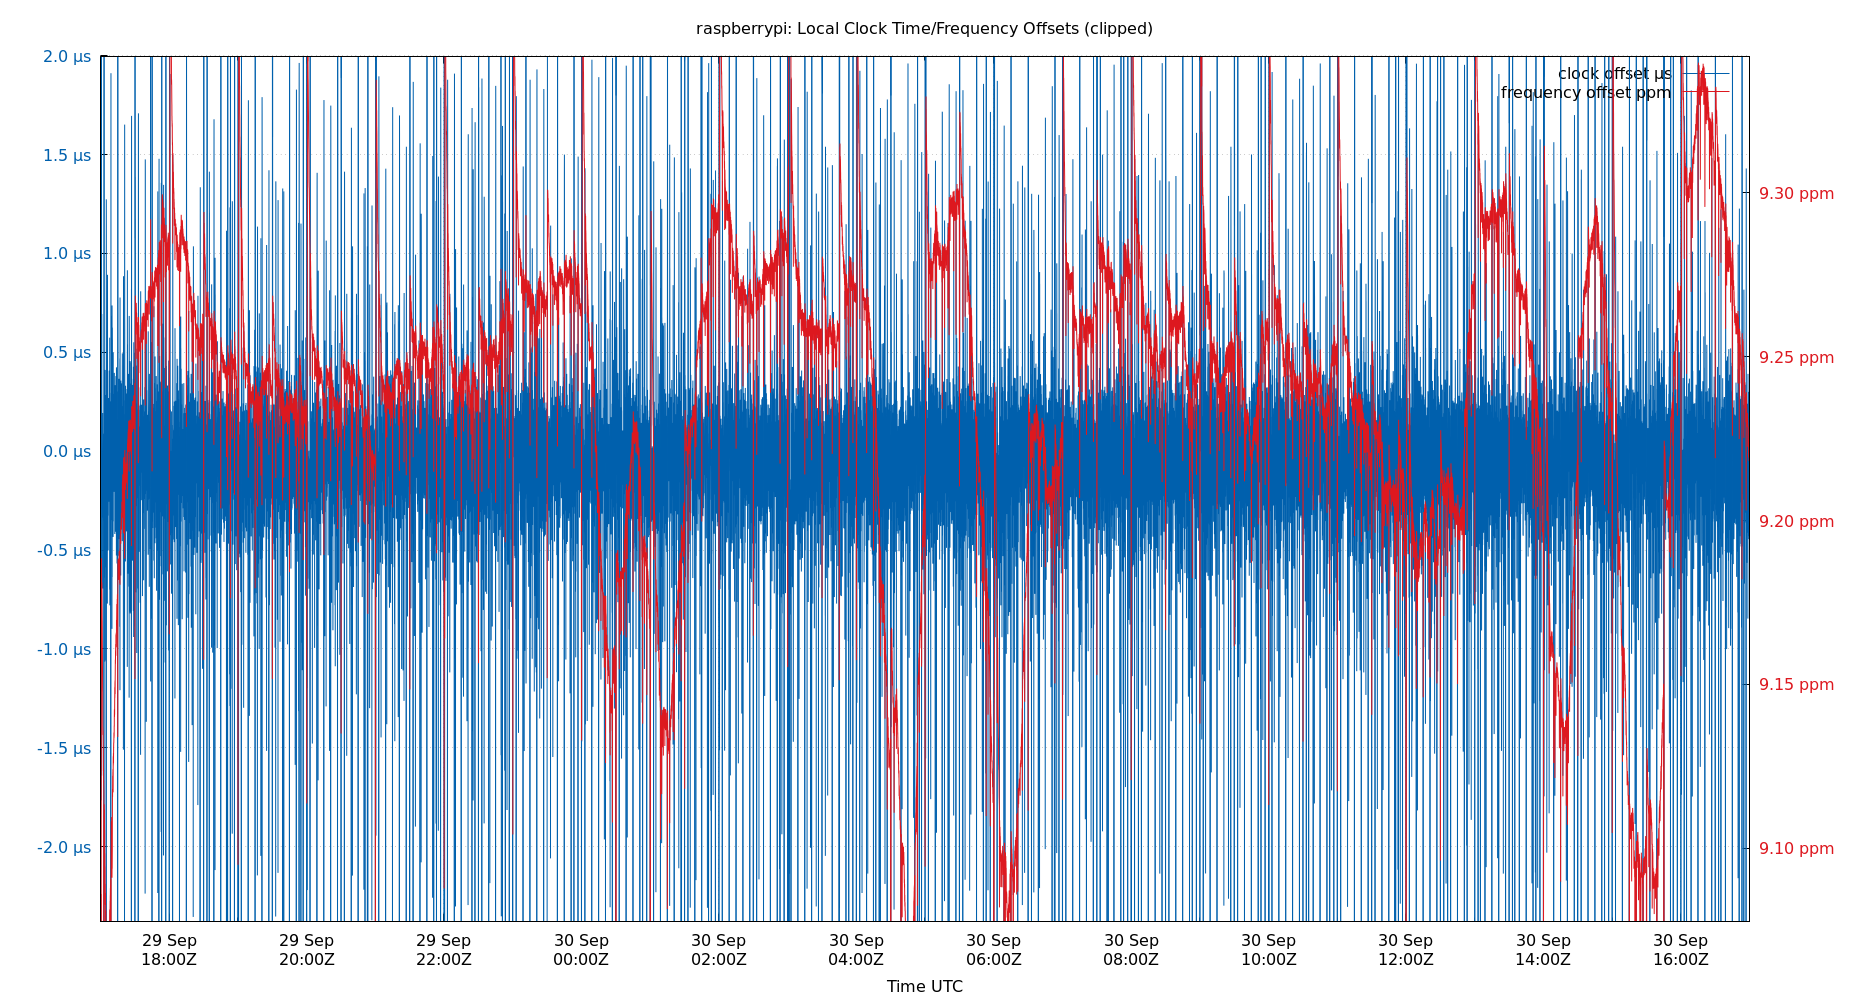 raspberrypi: Local Clock Time/Frequency Offsets (clipped)
2.0 µs
1.5 µs
1.0 µs
0.5 µs
0.0 µs
-0.5 µs
-1.0 µs
-1.5 µs
-2.0 µs
clock offset µs
frequency offset ppm
9.30 ppm
9.25 ppm
9.20 ppm
9.15 ppm
9.10 ppm
29 Sep 29 Sep 29 Sep 30 Sep 30 Sep 30 Sep 30 Sep 30 Sep 30 Sep 30 Sep 30 Sep 30 Sep
18:00Z 20:00Z 22:00Z 00:00Z 02:00Z 04:00Z 06:00Z 08:00Z 10:00Z 12:00Z 14:00Z 16:00Z
Time UTC